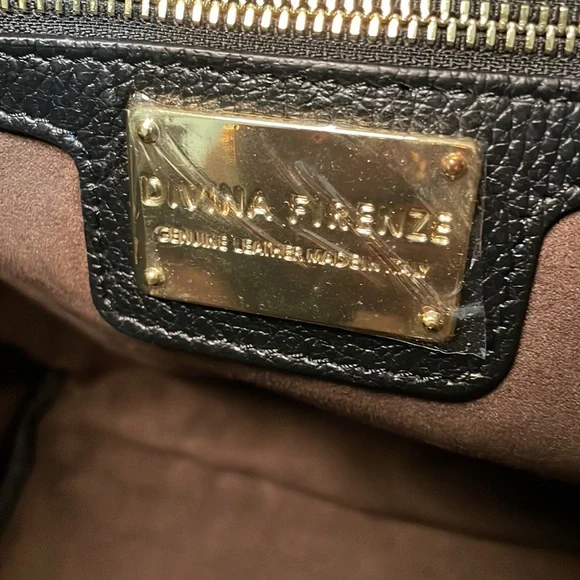 DIVINA FIRENZE
GENUINE LEATHER MADE IN ITALY